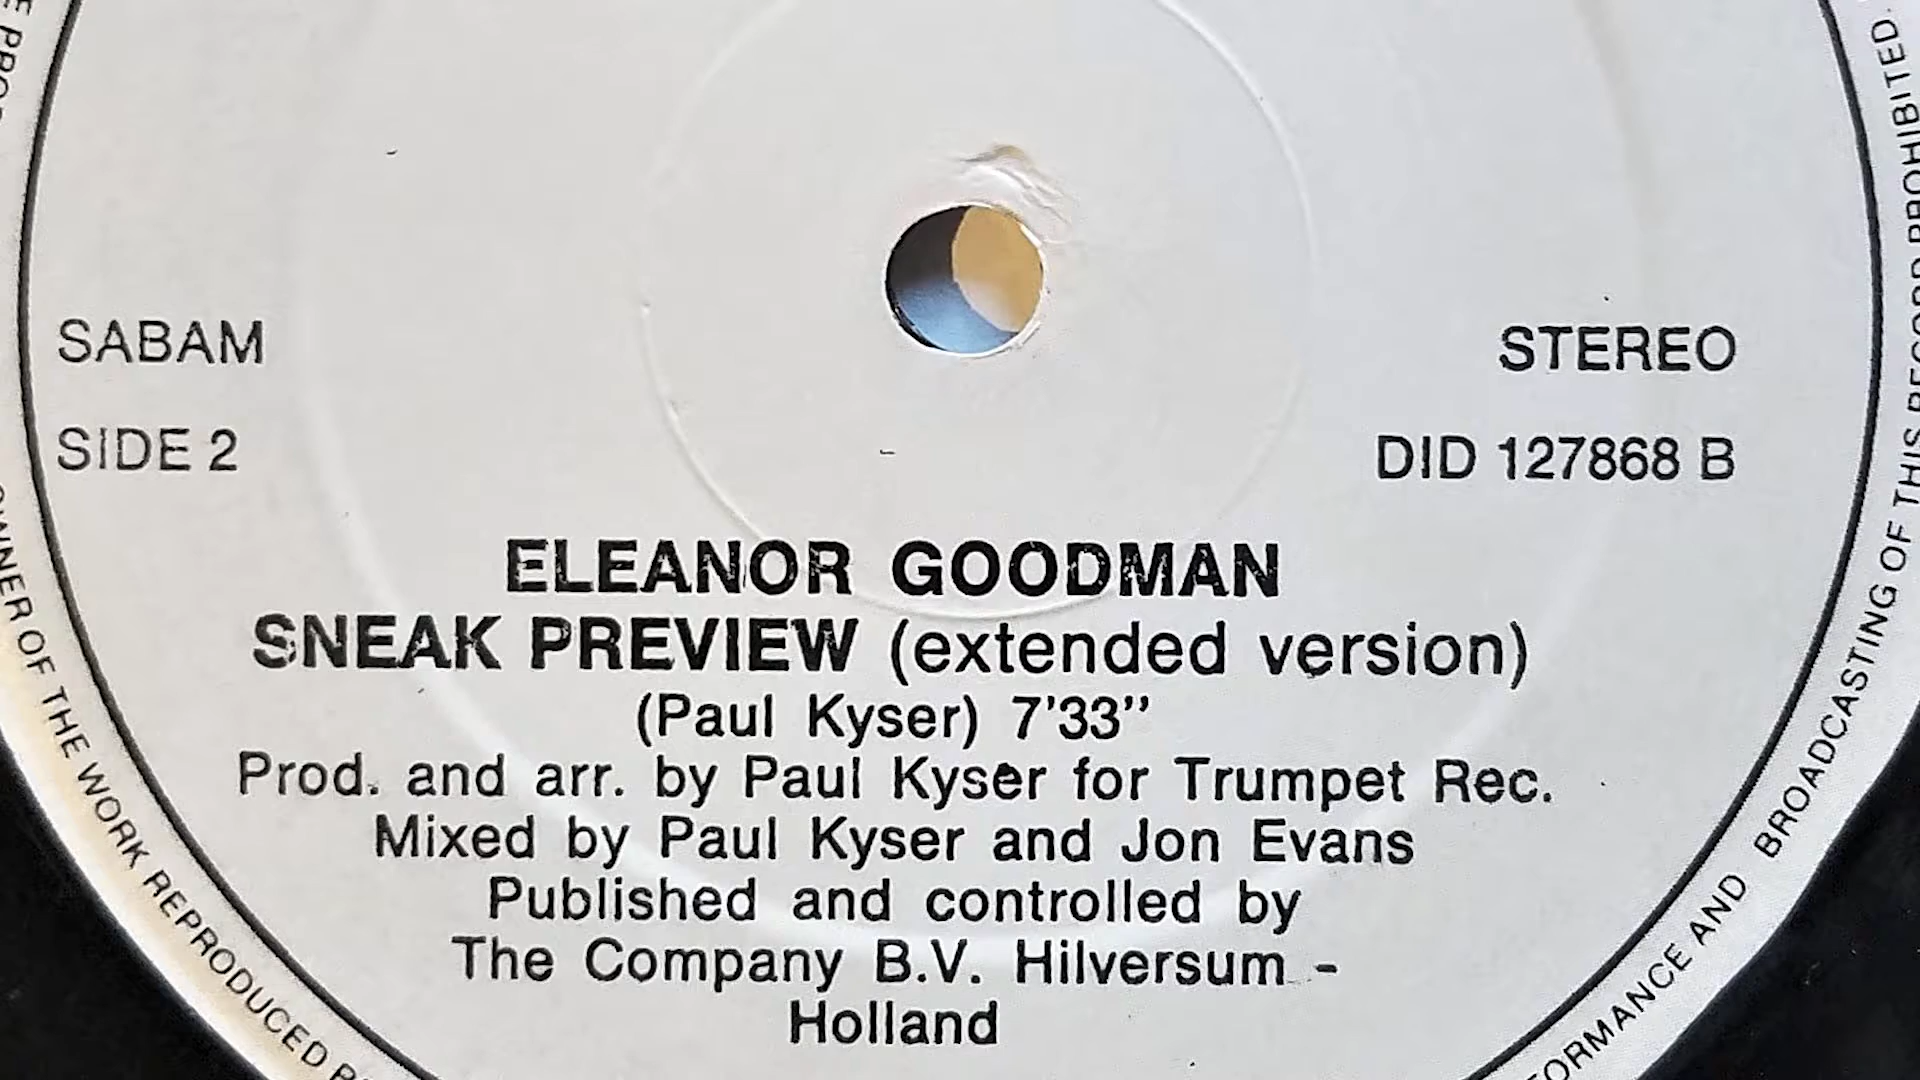 SABAM
STEREO
SIDE 2
DID 127868 B
ELEANOR GOODMAN
SNEAK PREVIEW (extended version)
(Paul Kyser) 7'33"
Prod. and arr. by Paul Kyser for Trumpet Rec.
Mixed by Paul Kyser and Jon Evans
Published and controlled by
The Company B.V. Hilversum -
Holland
OWNER OF THE WORK REPRODUCED
AND BROADCASTING OF THIS RECORD PROHIBITED.